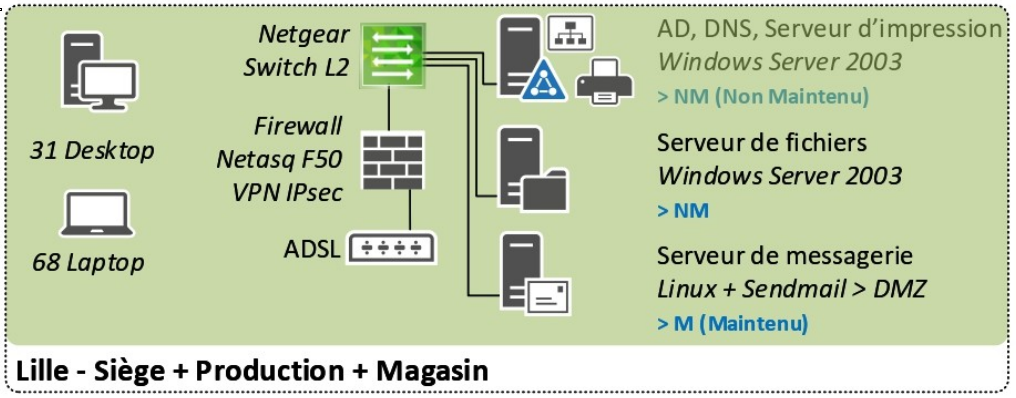 31 Desktop
68 Laptop
Netgear
Switch L2
Firewall
Netasq F50
VPN IPsec
ADSL
AD, DNS, Serveur d’impression
Windows Server 2003
> NM (Non Maintenu)
Serveur de fichiers
Windows Server 2003
> NM
Serveur de messagerie
Linux + Sendmail > DMZ
> M (Maintenu)
Lille - Siège + Production + Magasin